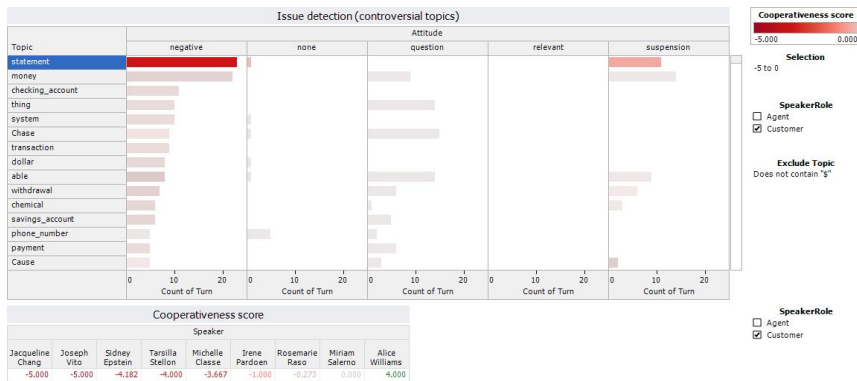 Issue detection (controversial topics)
Attitude
Topic negative none question relevant suspension
statement
money
checking_account
thing
system
Chase
transaction
dollar
able
withdrawal
chemical
savings_account
phone_number
payment
Cause
0 10 20 0 10 20 0 10 20 0 10 20 0 10 20
Count of Turn Count of Turn Count of Turn Count of Turn Count of Turn
Cooperativeness score
-5.000 0.000
Selection
-5 to 0
SpeakerRole
Agent
Customer
Exclude Topic
Does not contain "$"
Cooperativeness score
Speaker
Jacqueline Joseph Sidney Tarsilla Michelle Irene Rosemarie Miriam Alice
Chang Vito Epstein Stellon Classe Pardoen Raso Salerno Williams
-5.000 -5.000 -4.182 -4.000 -3.667 -1.000 -0.273 0.000 4.000
SpeakerRole
Agent
Customer